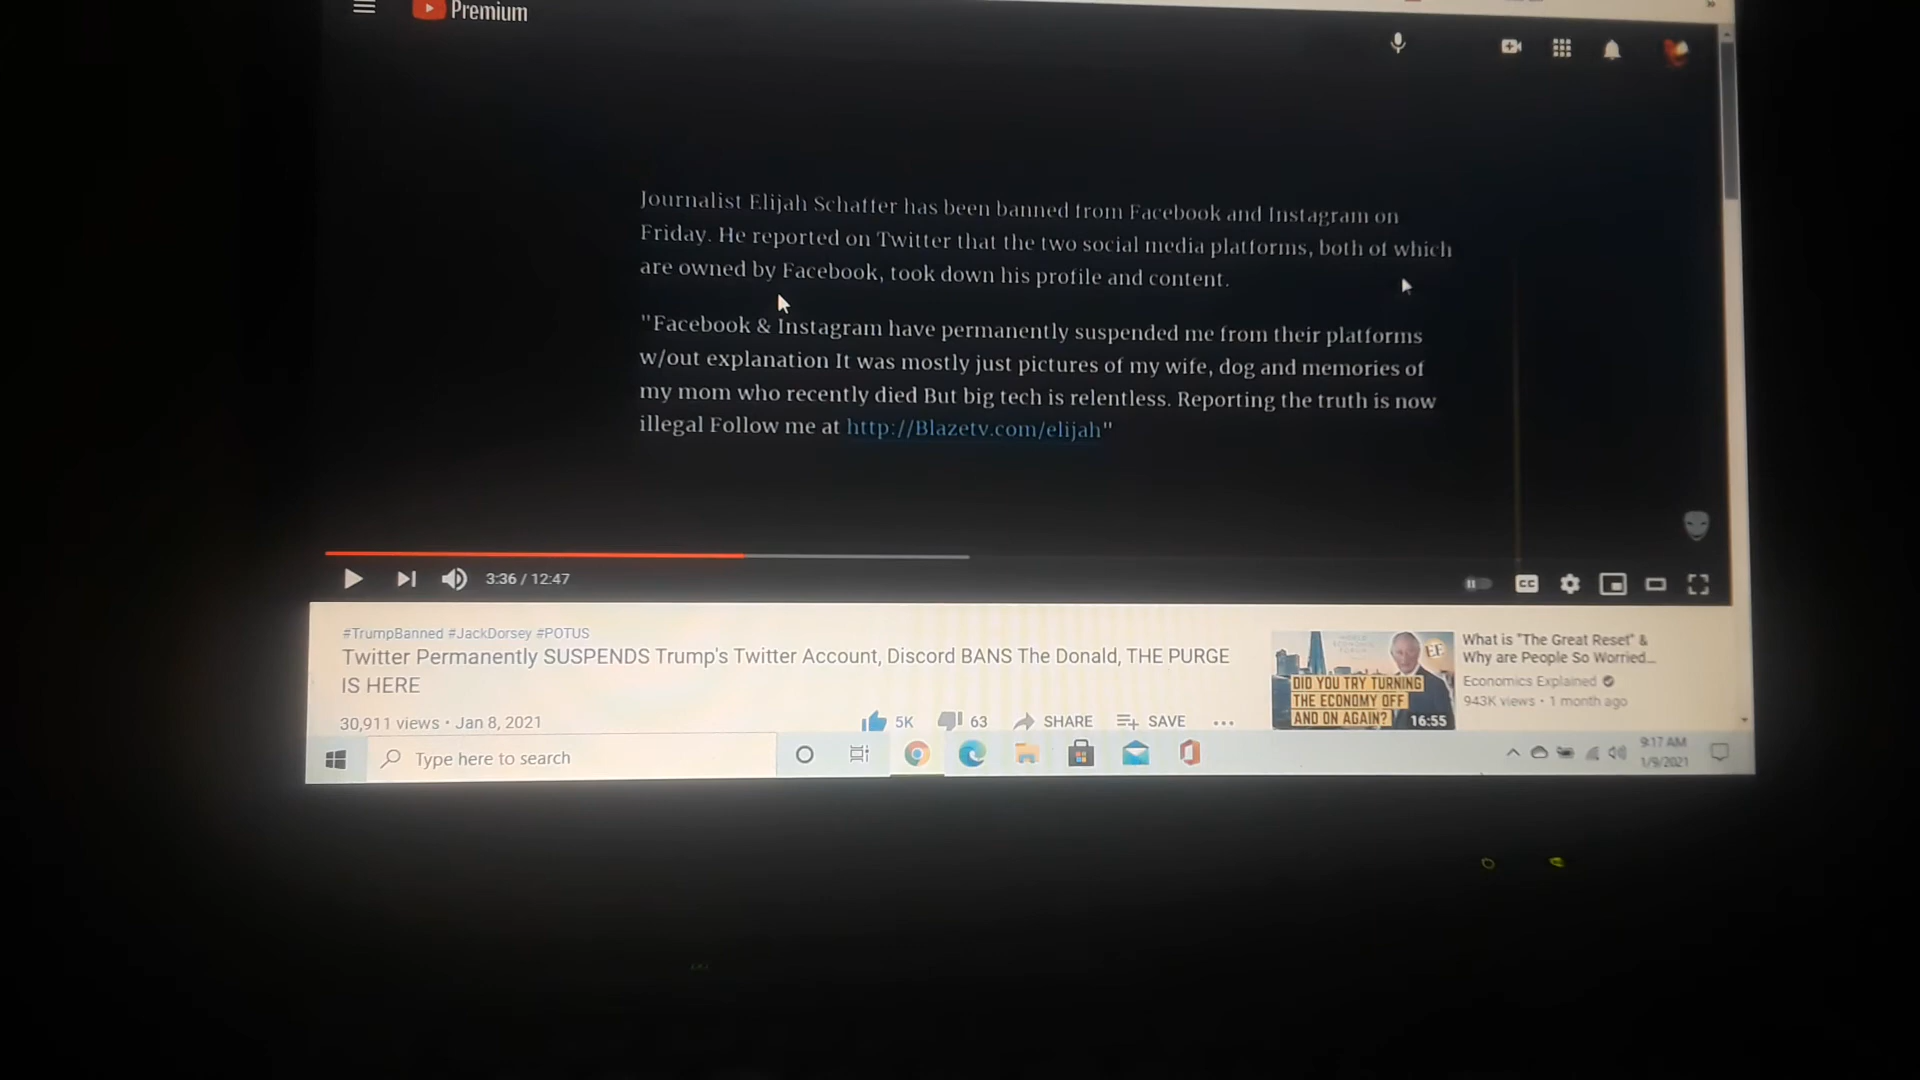 Premium
Journalist Elijah Schaffer has been banned from Facebook and Instagram on
Friday. He reported on Twitter that the two social media platforms, both of which
are owned by Facebook, took down his profile and content.
"Facebook & Instagram have permanently suspended me from their platforms
w/out explanation It was mostly just pictures of my wife, dog and memories of
my mom who recently died But big tech is relentless. Reporting the truth is now
illegal Follow me at http://Blazetv.com/elijah"
3:36 / 12:47
CC
#TrumpBanned #JackDorsey #POTUS
Twitter Permanently SUSPENDS Trump's Twitter Account, Discord BANS The Donald, THE PURGE
IS HERE
30,911 views • Jan 8, 2021
5K
63
SHARE
SAVE
...
EE
DID YOU TRY TURNING
THE ECONOMY OFF
AND ON AGAIN?
16:55
What is "The Great Reset" &
Why are People So Worried...
Economics Explained
943K views • 1 month ago
Type here to search
9:17 AM
1/9/2021